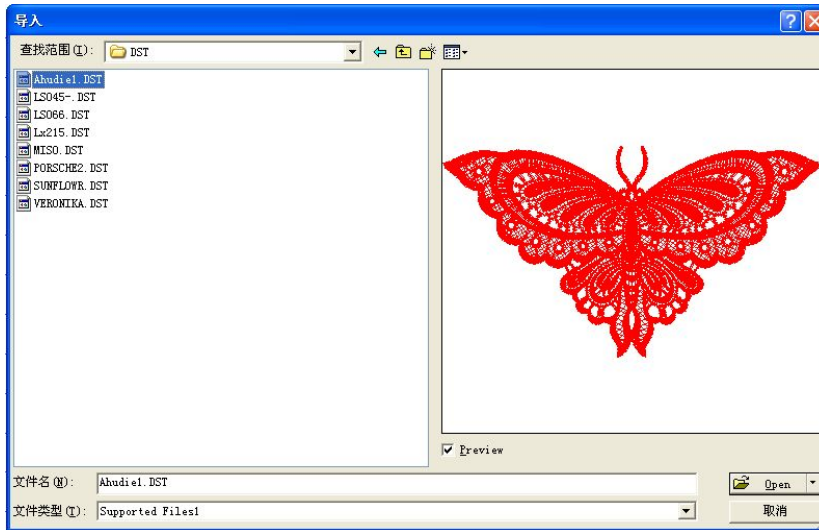 导入
查找范围(I): DST
Ahudie1.DST
LS045-.DST
LS066.DST
Lx215.DST
MISO.DST
PORSCHE2.DST
SUNFLOWR.DST
VERONIKA.DST
Preview
文件名(N): Ahudie1.DST
Open
文件类型(T): Supported Files1
取消